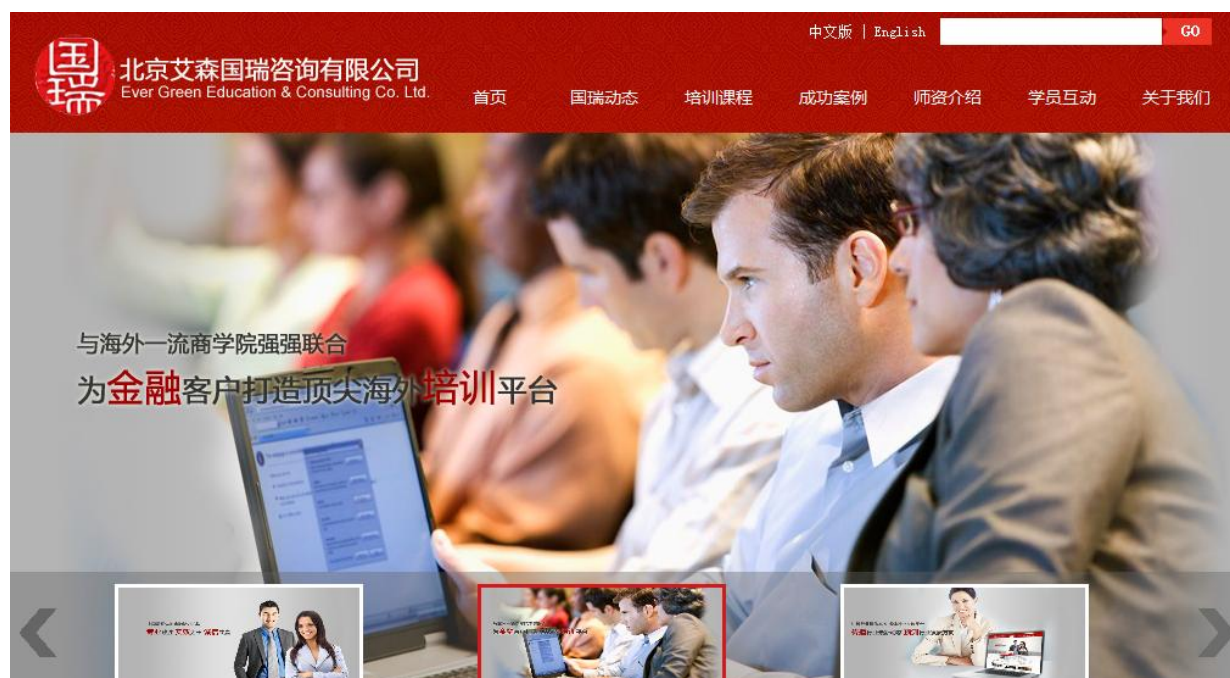 中文版 | English
GO
国瑞
北京艾森国瑞咨询有限公司
Ever Green Education & Consulting Co. Ltd.
首页 国瑞动态 培训课程 成功案例 师资介绍 学员互动 关于我们
与海外一流商学院强强联合
为金融客户打造顶尖海外培训平台